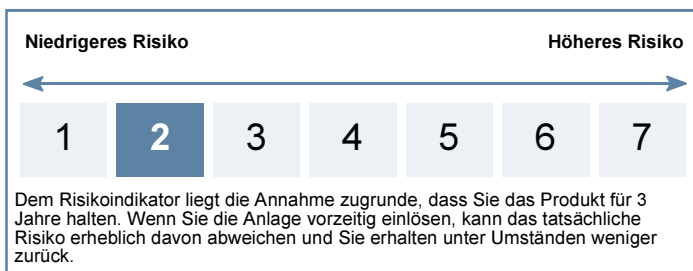 Niedrigeres Risiko Höheres Risiko
1 2 3 4 5 6 7
Dem Risikoindikator liegt die Annahme zugrunde, dass Sie das Produkt für 3
Jahre halten. Wenn Sie die Anlage vorzeitig einlösen, kann das tatsächliche
Risiko erheblich davon abweichen und Sie erhalten unter Umständen weniger
zurück.